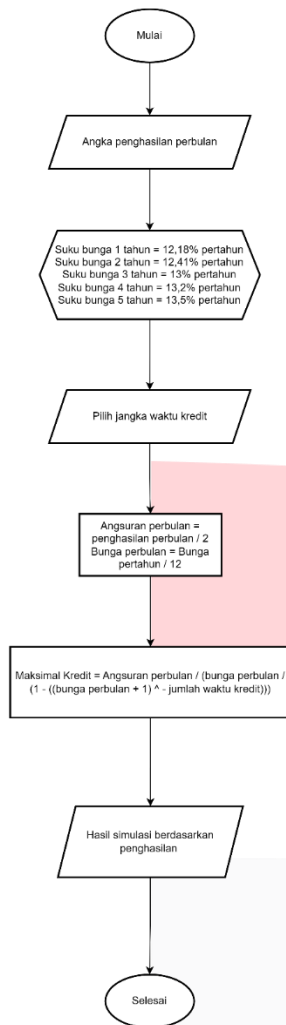 Mulai
Angka penghasilan perbulan
Suku bunga 1 tahun = 12,18% pertahun
Suku bunga 2 tahun = 12,41% pertahun
Suku bunga 3 tahun = 13% pertahun
Suku bunga 4 tahun = 13,2% pertahun
Suku bunga 5 tahun = 13,5% pertahun
Pilih jangka waktu kredit
Angsuran perbulan =
penghasilan perbulan / 2
Bunga perbulan = Bunga
pertahun / 12
Maksimal Kredit = Angsuran perbulan / (bunga perbulan /
(1 - ((bunga perbulan + 1) ^ - jumlah waktu kredit)))
Hasil simulasi berdasarkan
penghasilan
Selesai